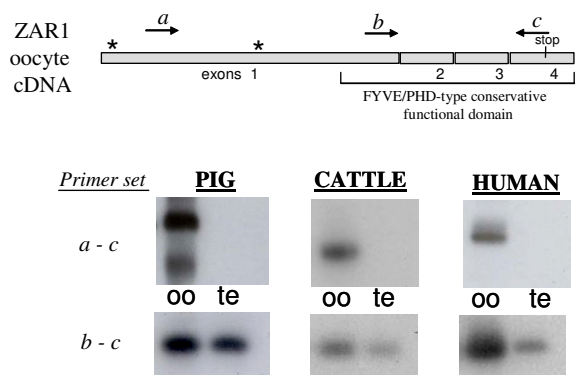 ZAR1 oocyte cDNA
a b c
* * stop
exons 1 2 3 4
FYVE/PHD-type conservative functional domain
Primer set PIG CATTLE HUMAN
a - c
oo te oo te oo te
b - c